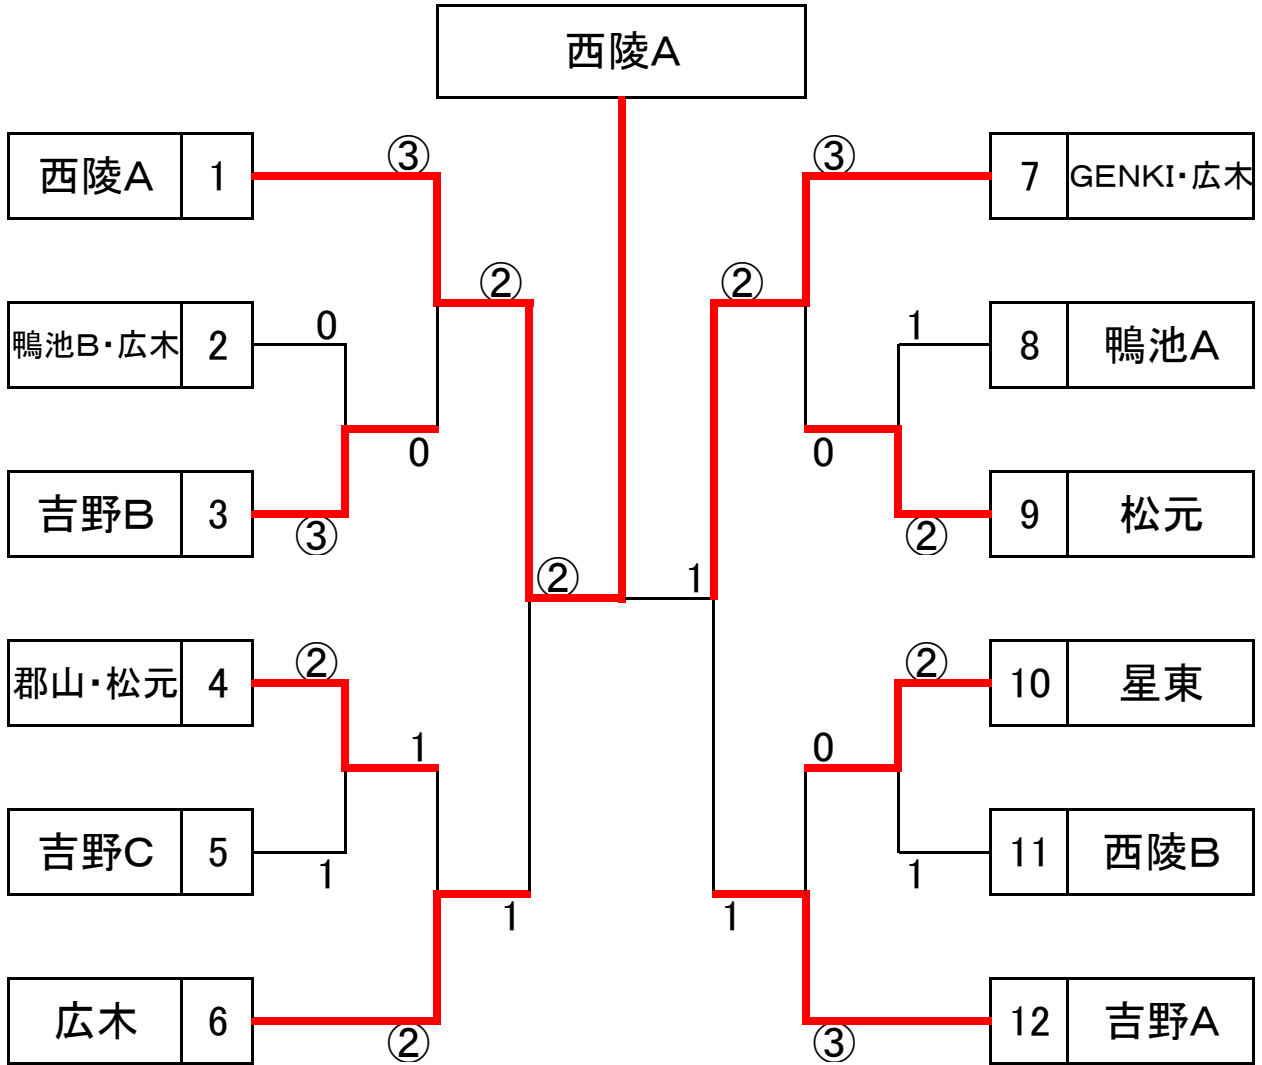 西陵A
③ ③
西陵A 1
7 GENKI・広木
② ②
鴨池B・広木 2
0 1
8 鴨池A
0 0
吉野B 3
9 松元
③ ②
② 1
郡山・松元 4
② ②
10 星東
1 0
吉野C 5
11 西陵B
1 1
1 1
広木 6
12 吉野A
② ③